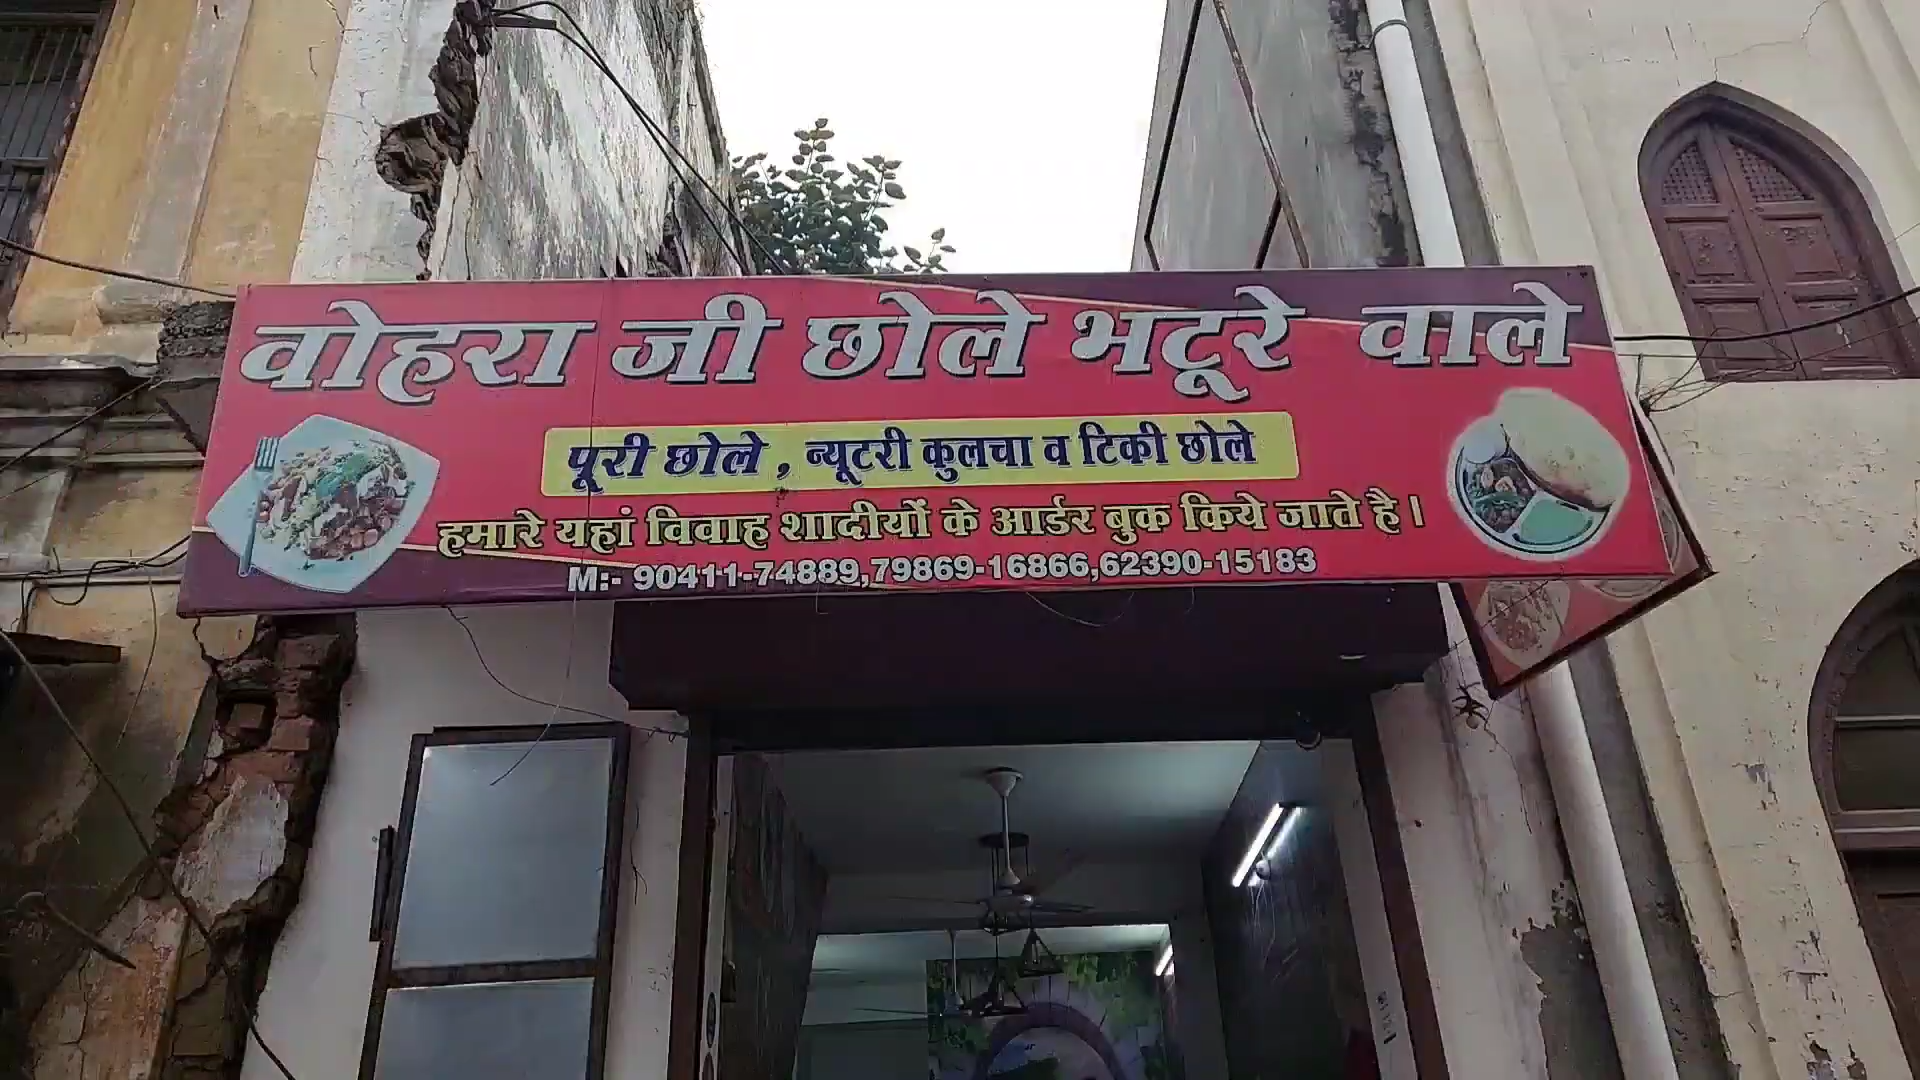 वोहरा जी छोले भटूरे वाले
पूरी छोले , न्यूटरी कुलचा व टिकी छोले
हमारे यहां विवाह शादीयों के आर्डर बुक किये जाते है।
M:- 90411-74889,79869-16866,62390-15183